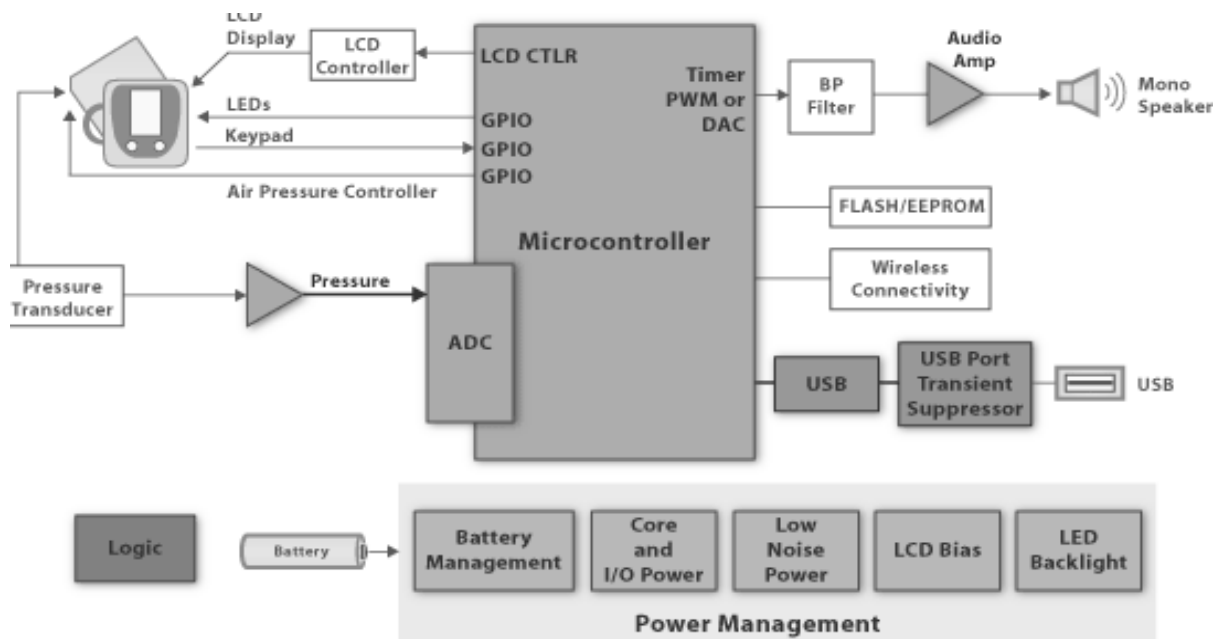 LCD
Display
LCD
Controller
LCD CTLR
LEDs
GPIO
Keypad
GPIO
Air Pressure Controller
GPIO
Timer
PWM or
DAC
BP
Filter
Audio
Amp
Mono
Speaker
Microcontroller
FLASH/EEPROM
Wireless
Connectivity
Pressure
Transducer
Pressure
ADC
USB
USB Port
Transient
Suppressor
USB
Logic
Battery
Battery
Management
Core
and
I/O Power
Low
Noise
Power
LCD Bias
LED
Backlight
Power Management